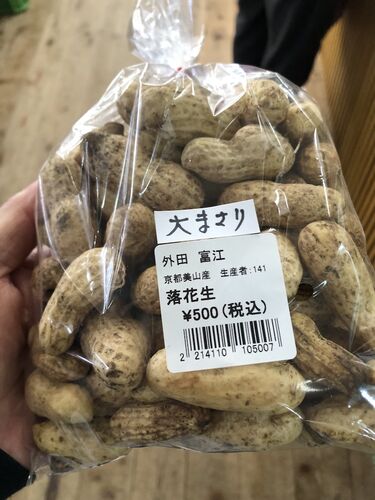 大まさり
外田 富江
京都美山産 生産者:141
落花生
¥500(税込)
2 214110 105007